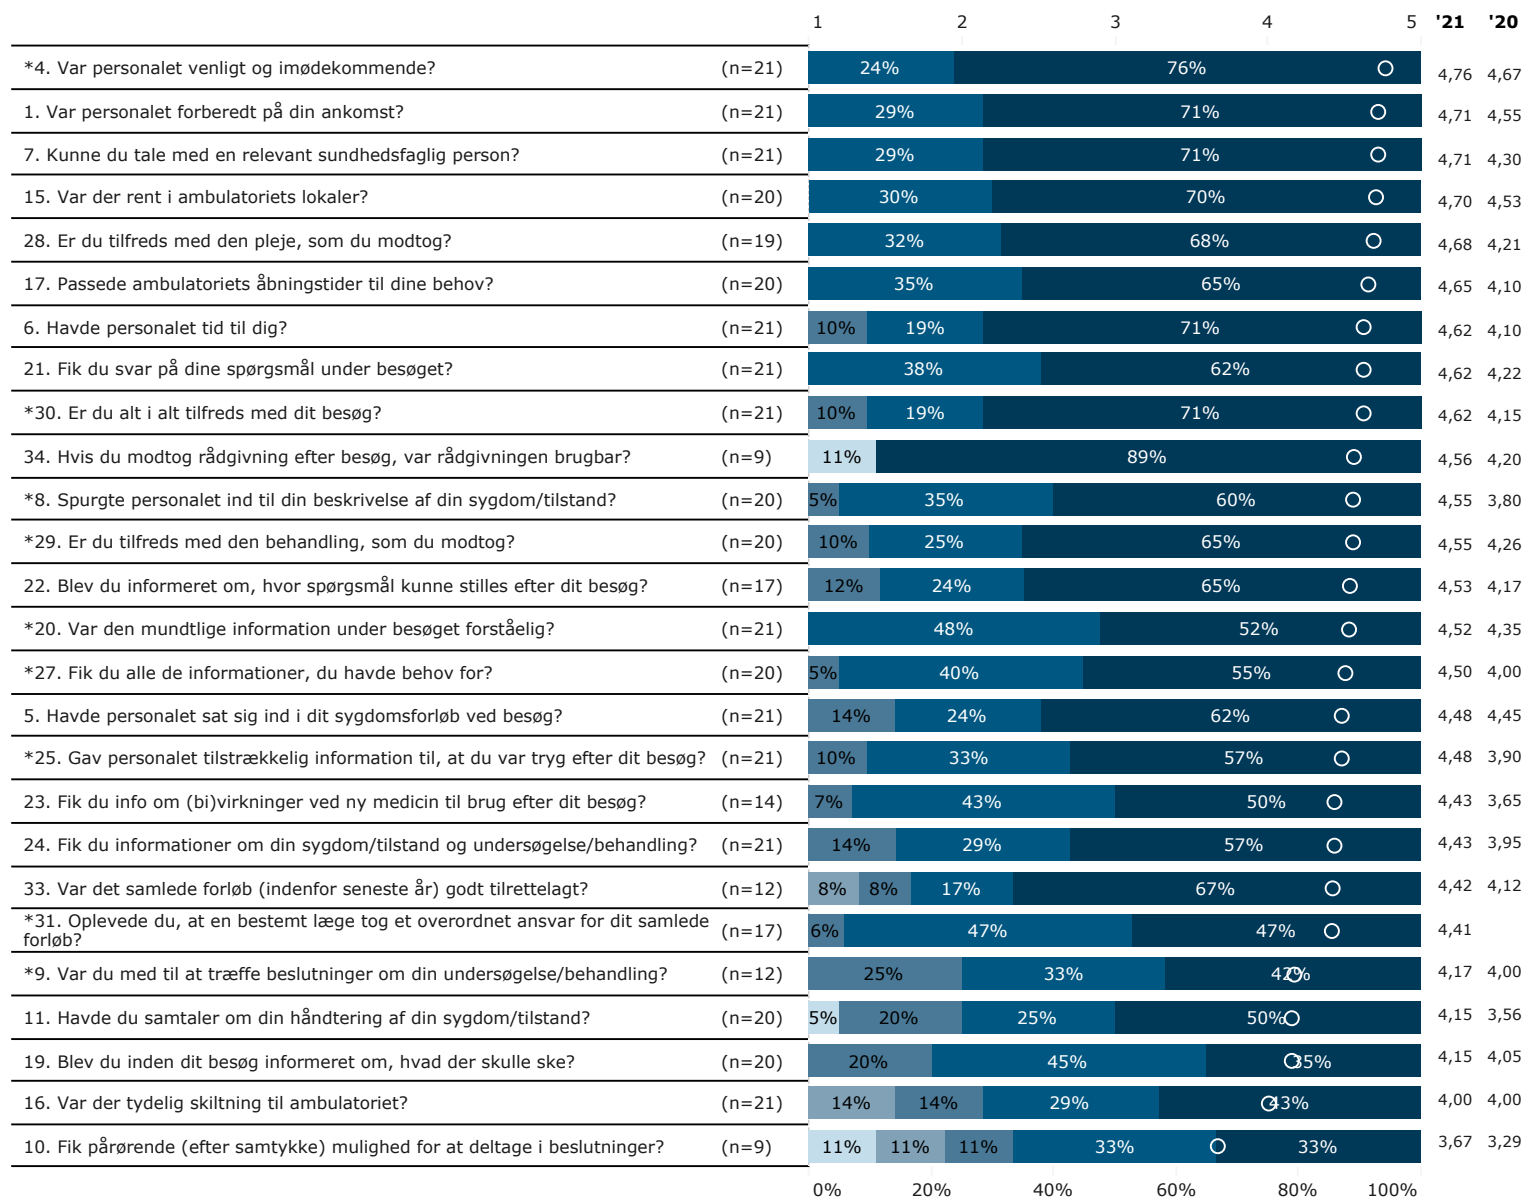 1 2 3 4 5 '21 '20
*4. Var personalet venligt og imødekommende? (n=21) 24% 76% 4,76 4,67
1. Var personalet forberedt på din ankomst? (n=21) 29% 71% 4,71 4,55
7. Kunne du tale med en relevant sundhedsfaglig person? (n=21) 29% 71% 4,71 4,30
15. Var der rent i ambulatoriets lokaler? (n=20) 30% 70% 4,70 4,53
28. Er du tilfreds med den pleje, som du modtog? (n=19) 32% 68% 4,68 4,21
17. Passede ambulatoriets åbningstider til dine behov? (n=20) 35% 65% 4,65 4,10
6. Havde personalet tid til dig? (n=21) 10% 19% 71% 4,62 4,10
21. Fik du svar på dine spørgsmål under besøget? (n=21) 38% 62% 4,62 4,22
*30. Er du alt i alt tilfreds med dit besøg? (n=21) 10% 19% 71% 4,62 4,15
34. Hvis du modtog rådgivning efter besøg, var rådgivningen brugbar? (n=9) 11% 89% 4,56 4,20
*8. Spurgte personalet ind til din beskrivelse af din sygdom/tilstand? (n=20) 5% 35% 60% 4,55 3,80
*29. Er du tilfreds med den behandling, som du modtog? (n=20) 10% 25% 65% 4,55 4,26
22. Blev du informeret om, hvor spørgsmål kunne stilles efter dit besøg? (n=17) 12% 24% 65% 4,53 4,17
*20. Var den mundtlige information under besøget forståelig? (n=21) 48% 52% 4,52 4,35
*27. Fik du alle de informationer, du havde behov for? (n=20) 5% 40% 55% 4,50 4,00
5. Havde personalet sat sig ind i dit sygdomsforløb ved besøg? (n=21) 14% 24% 62% 4,48 4,45
*25. Gav personalet tilstrækkelig information til, at du var tryg efter dit besøg? (n=21) 10% 33% 57% 4,48 3,90
23. Fik du info om (bi)virkninger ved ny medicin til brug efter dit besøg? (n=14) 7% 43% 50% 4,43 3,65
24. Fik du informationer om din sygdom/tilstand og undersøgelse/behandling? (n=21) 14% 29% 57% 4,43 3,95
33. Var det samlede forløb (indenfor seneste år) godt tilrettelagt? (n=12) 8% 8% 17% 67% 4,42 4,12
*31. Oplevede du, at en bestemt læge tog et overordnet ansvar for dit samlede
forløb? (n=17) 6% 47% 47% 4,41
*9. Var du med til at træffe beslutninger om din undersøgelse/behandling? (n=12) 25% 33% 42% 4,17 4,00
11. Havde du samtaler om din håndtering af din sygdom/tilstand? (n=20) 5% 20% 25% 50% 4,15 3,56
19. Blev du inden dit besøg informeret om, hvad der skulle ske? (n=20) 20% 45% 35% 4,15 4,05
16. Var der tydelig skiltning til ambulatoriet? (n=21) 14% 14% 29% 43% 4,00 4,00
10. Fik pårørende (efter samtykke) mulighed for at deltage i beslutninger? (n=9) 11% 11% 11% 33% 33% 3,67 3,29
0% 20% 40% 60% 80% 100%